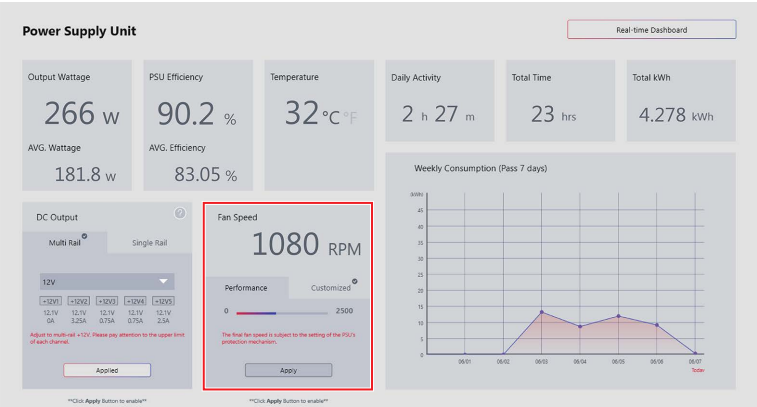 Power Supply Unit
Real-time Dashboard
Output Wattage
266 W
AVG. Wattage
181.8 W
PSU Efficiency
90.2 %
AVG. Efficiency
83.05 %
Temperature
32 °C °F
Daily Activity
2 h 27 m
Total Time
23 hrs
Total kWh
4.278 kWh
DC Output
?
Multi Rail
Single Rail
12V
+12V1 +12V2 +12V3 +12V4 +12V5
12.1V 12.1V 12.1V 12.1V 12.1V
0A 3.25A 0.75A 0.75A 2.5A
Adjust to multi-rail +12V. Please pay attention to the upper limit
of each channel.
Applied
**Click Apply Button to enable**
Fan Speed
1080 RPM
Performance
Customized
0 2500
The final fan speed is subject to the setting of the PSU's
protection mechanism.
Apply
**Click Apply Button to enable**
Weekly Consumption (Pass 7 days)
(kWh)
45
40
35
30
25
20
15
10
5
0
06/01 06/02 06/03 06/04 06/05 06/06 06/07
Today